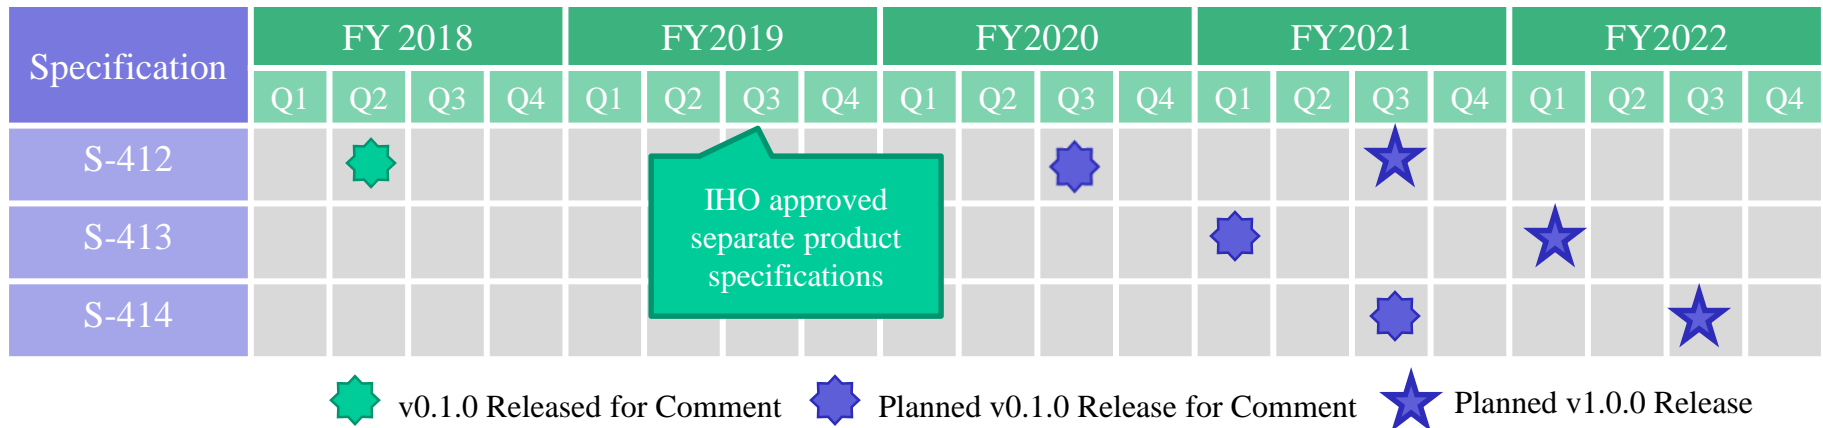 Specification
FY 2018 FY2019 FY2020 FY2021 FY2022
Q1 Q2 Q3 Q4 Q1 Q2 Q3 Q4 Q1 Q2 Q3 Q4 Q1 Q2 Q3 Q4 Q1 Q2 Q3 Q4
S-412
IHO approved
separate product
specifications
S-413
S-414
v0.1.0 Released for Comment
Planned v0.1.0 Release for Comment
Planned v1.0.0 Release